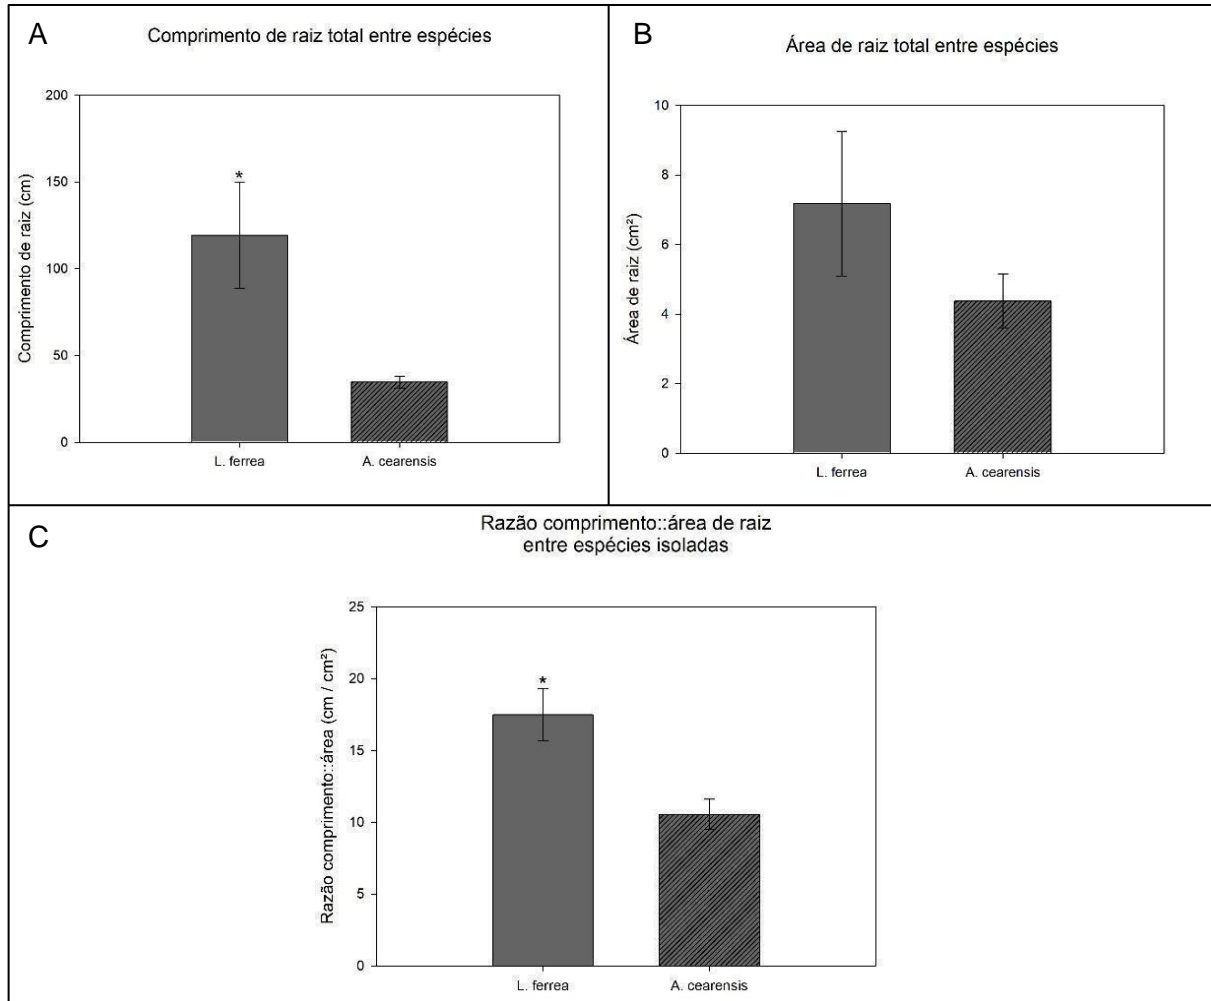 A
Comprimento de raiz total entre espécies
200
150
100
50
0
Comprimento de raiz (cm)
*
L. ferrea
A. cearensis
B
Área de raiz total entre espécies
10
8
6
4
2
0
Área de raiz (cm²)
L. ferrea
A. cearensis
C
Razão comprimento::área de raiz
entre espécies isoladas
25
20
15
10
5
0
Razão comprimento::área (cm / cm²)
*
L. ferrea
A. cearensis